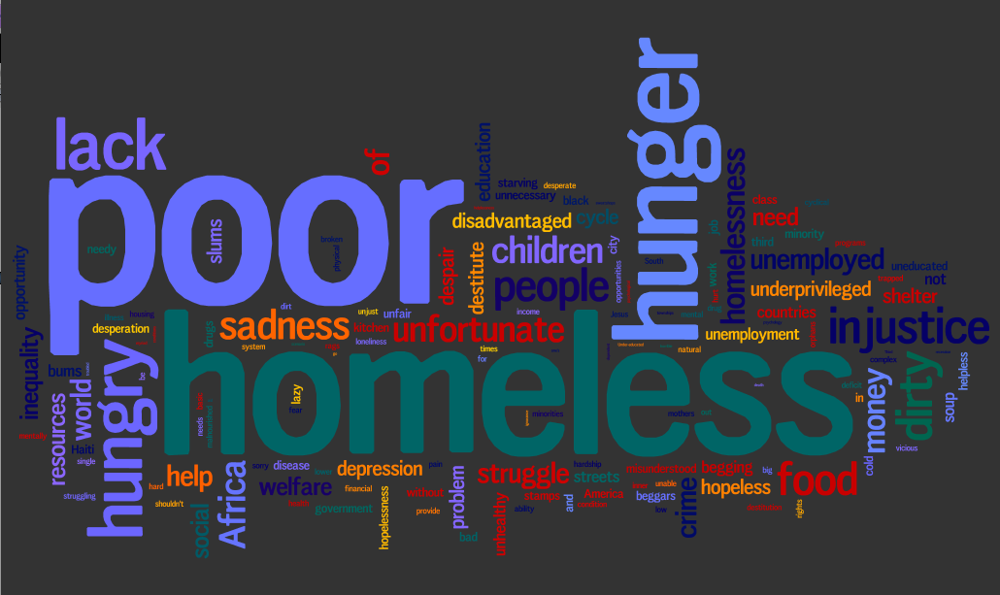 lack
poor
of
education
starving
desperate
unnecessary
black
disadvantaged
cycle
hunger
homelessness
class
need
minority
third
job
slums
broken
physical
needy
opportunity
despair
destitute
children
city
people
opportunities
South
work
unemployed
uneducated
not
underprivileged
shelter
countries
injustice
dirt
housing
desperation
drugs
sadness
unjust
unfair
kitchen
loneliness
system
unfortunate
income
times
for
Jesus
natural
unemployment
complex
inequality
bums
be
hungry
homeless
lazy
fear
needs
minorities
mothers
out
in
money
dirty
soup
helpless
vicious
cold
resources
world
Haiti
single
struggling
hard
help
shouldn't
social
Africa
sorry
disease
lower
welfare
government
financial
depression
pain
hopelessness
without
provide
problem
bad
struggle
hardship
streets
stamps
America
ability
and
unhealthy
misunderstood
unable
beggars
low
begging
big
crime
hopeless
food
rights